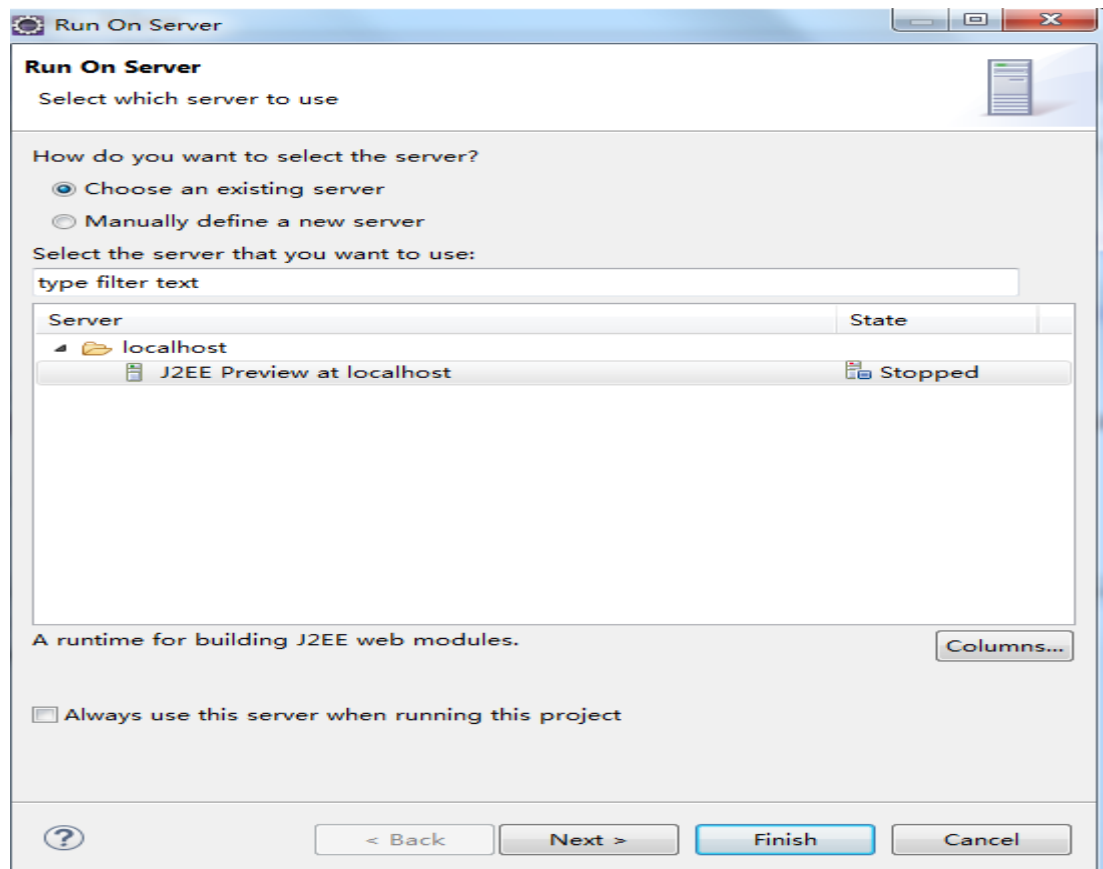 Run On Server
Run On Server
Select which server to use
How do you want to select the server?
Choose an existing server
Manually define a new server
Select the server that you want to use:
type filter text
Server State
localhost
J2EE Preview at localhost Stopped
A runtime for building J2EE web modules.
Columns...
Always use this server when running this project
? < Back Next > Finish Cancel